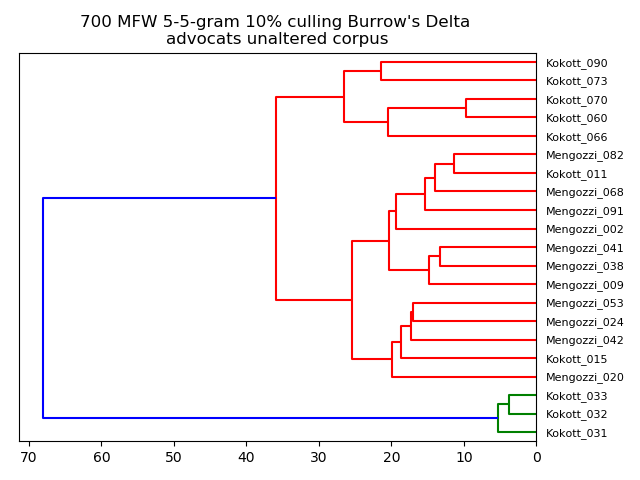 700 MFW 5-5-gram 10% culling Burrow's Delta
advocats unaltered corpus
Kokott_090
Kokott_073
Kokott_070
Kokott_060
Kokott_066
Mengozzi_082
Kokott_011
Mengozzi_068
Mengozzi_091
Mengozzi_002
Mengozzi_041
Mengozzi_038
Mengozzi_009
Mengozzi_053
Mengozzi_024
Mengozzi_042
Kokott_015
Mengozzi_020
Kokott_033
Kokott_032
Kokott_031
70 60 50 40 30 20 10 0